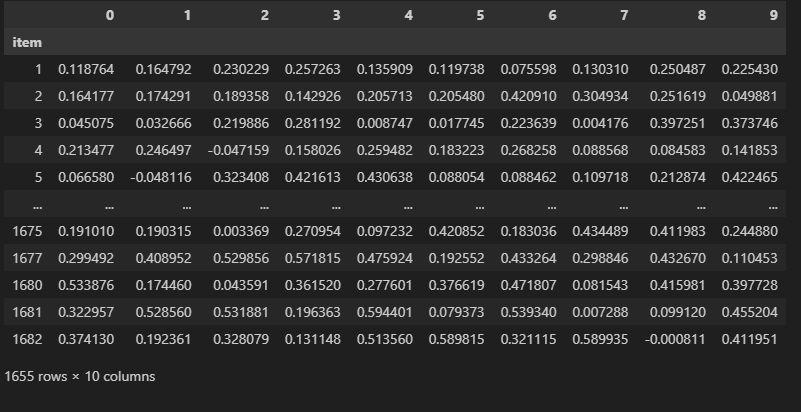 0 1 2 3 4 5 6 7 8 9
item
1 0.118764 0.164792 0.230229 0.257263 0.135909 0.119738 0.075598 0.130310 0.250487 0.225430
2 0.164177 0.174291 0.189358 0.142926 0.205713 0.205480 0.420910 0.304934 0.251619 0.049881
3 0.045075 0.032666 0.219886 0.281192 0.008747 0.017745 0.223639 0.004176 0.397251 0.373746
4 0.213477 0.246497 -0.047159 0.158026 0.259482 0.183223 0.268258 0.088568 0.084583 0.141853
5 0.066580 -0.048116 0.323408 0.421613 0.430638 0.088054 0.088462 0.109718 0.212874 0.422465
... ... ... ... ... ... ... ... ... ... ...
1675 0.191010 0.190315 0.003369 0.270954 0.097232 0.420852 0.183036 0.434489 0.411983 0.244880
1677 0.299492 0.408952 0.529856 0.571815 0.475924 0.192552 0.433264 0.298846 0.432670 0.110453
1680 0.533876 0.174460 0.043591 0.361520 0.277601 0.376619 0.471807 0.081543 0.415981 0.397728
1681 0.322957 0.528560 0.531881 0.196363 0.594401 0.079373 0.539340 0.007288 0.099120 0.455204
1682 0.374130 0.192361 0.328079 0.131148 0.513560 0.589815 0.321115 0.589935 -0.000811 0.411951
1655 rows × 10 columns